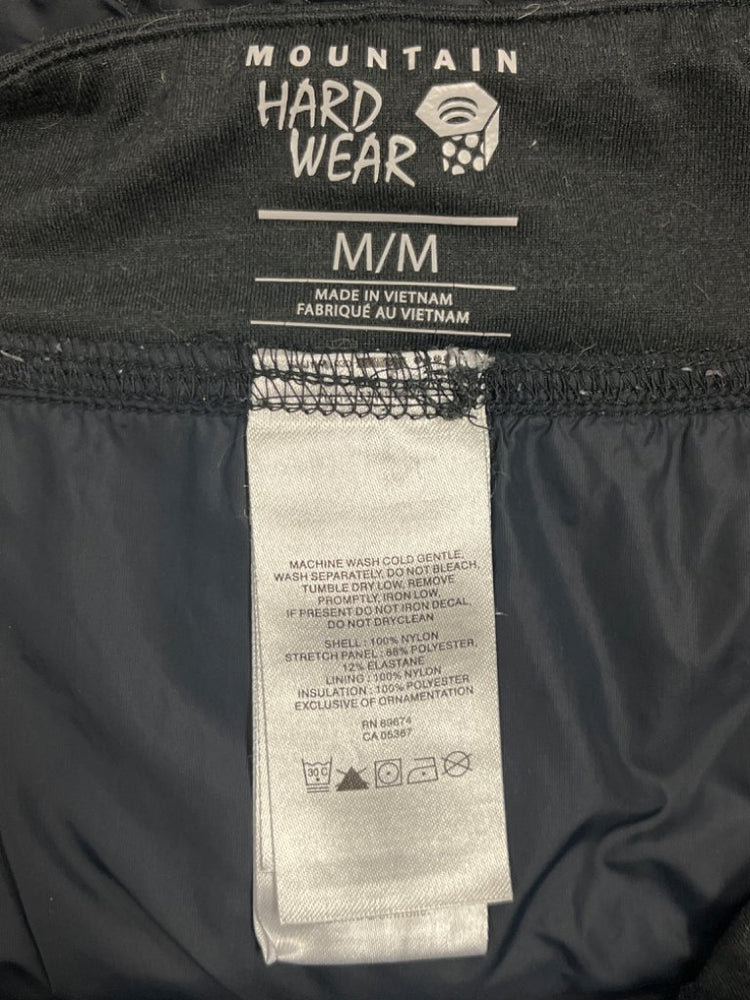 MOUNTAIN
HARD
WEAR
M/M
MADE IN VIETNAM
FABRIQUÉ AU VIETNAM
MACHINE WASH COLD GENTLE,
WASH SEPARATELY, DO NOT BLEACH,
TUMBLE DRY LOW, REMOVE
PROMPTLY, IRON LOW,
IF PRESENT DO NOT IRON DECAL,
DO NOT DRYCLEAN
SHELL : 100% NYLON
STRETCH PANEL : 88% POLYESTER,
12% ELASTANE
LINING : 100% NYLON
INSULATION : 100% POLYESTER
EXCLUSIVE OF ORNAMENTATION
RN 89674
CA 05367
30 C